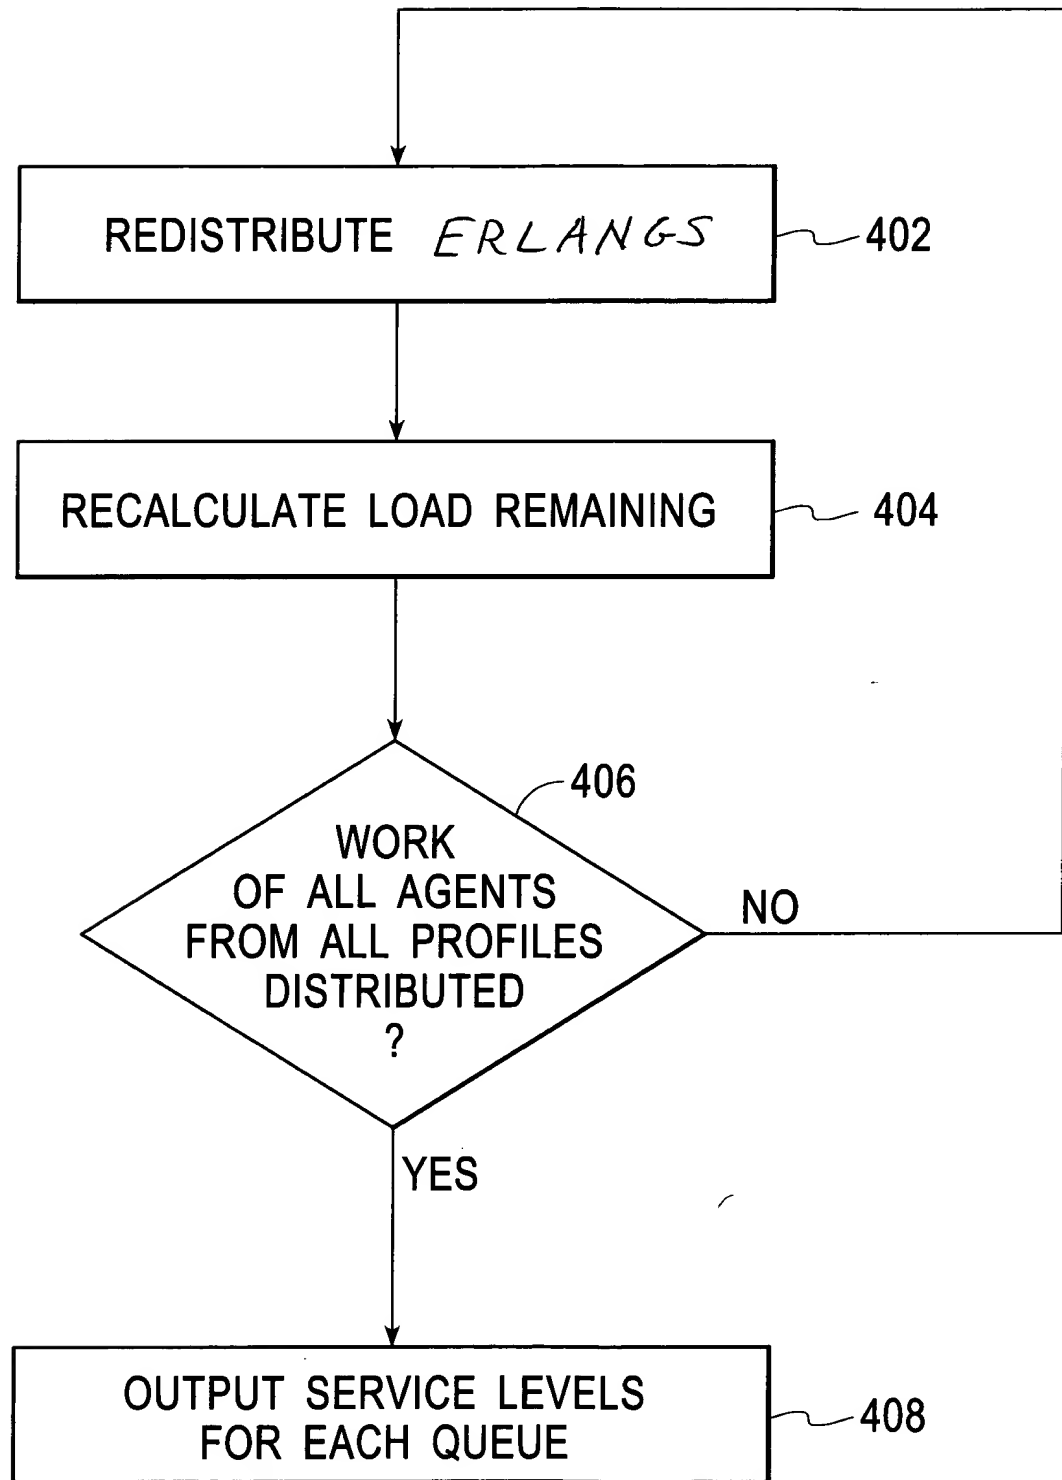 REDISTRIBUTE ERLANGS
402
RECALCULATE LOAD REMAINING
404
406
WORK
OF ALL AGENTS
FROM ALL PROFILES
DISTRIBUTED
?
NO
YES
OUTPUT SERVICE LEVELS
FOR EACH QUEUE
408